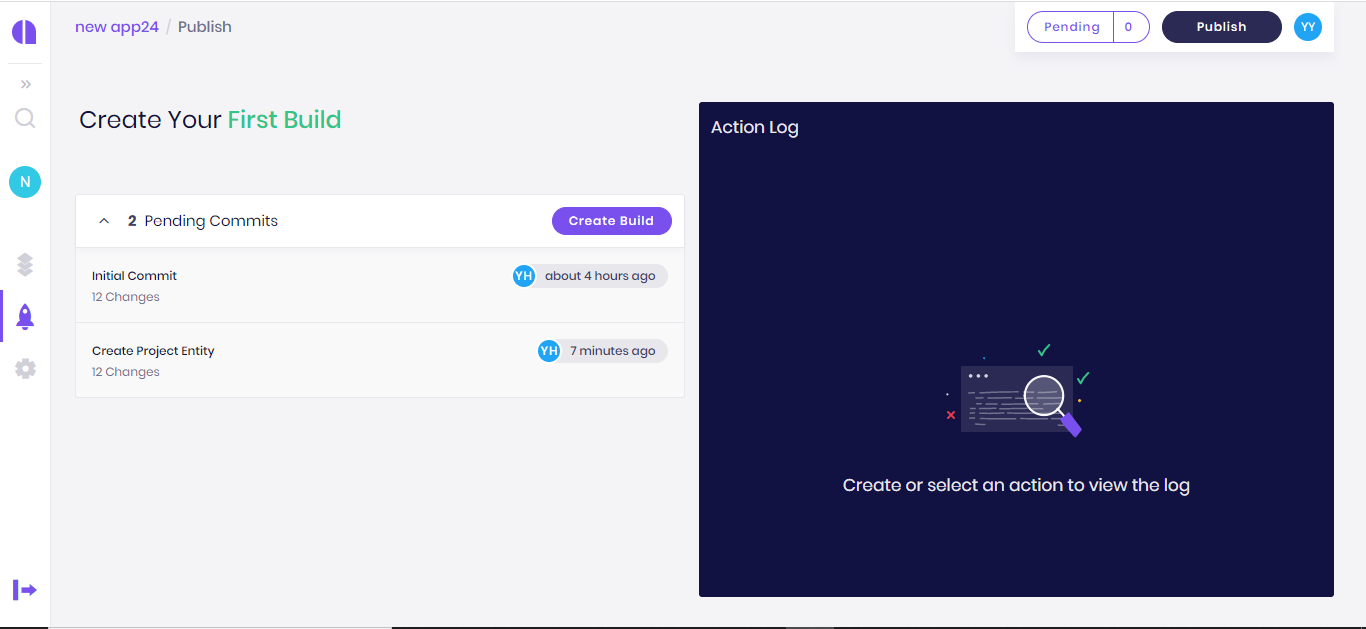 new app24 / Publish
Pending 0
Publish
YY
N
Create Your First Build
2 Pending Commits
Create Build
Initial Commit
YH about 4 hours ago
12 Changes
Create Project Entity
YH 7 minutes ago
12 Changes
Action Log
Create or select an action to view the log